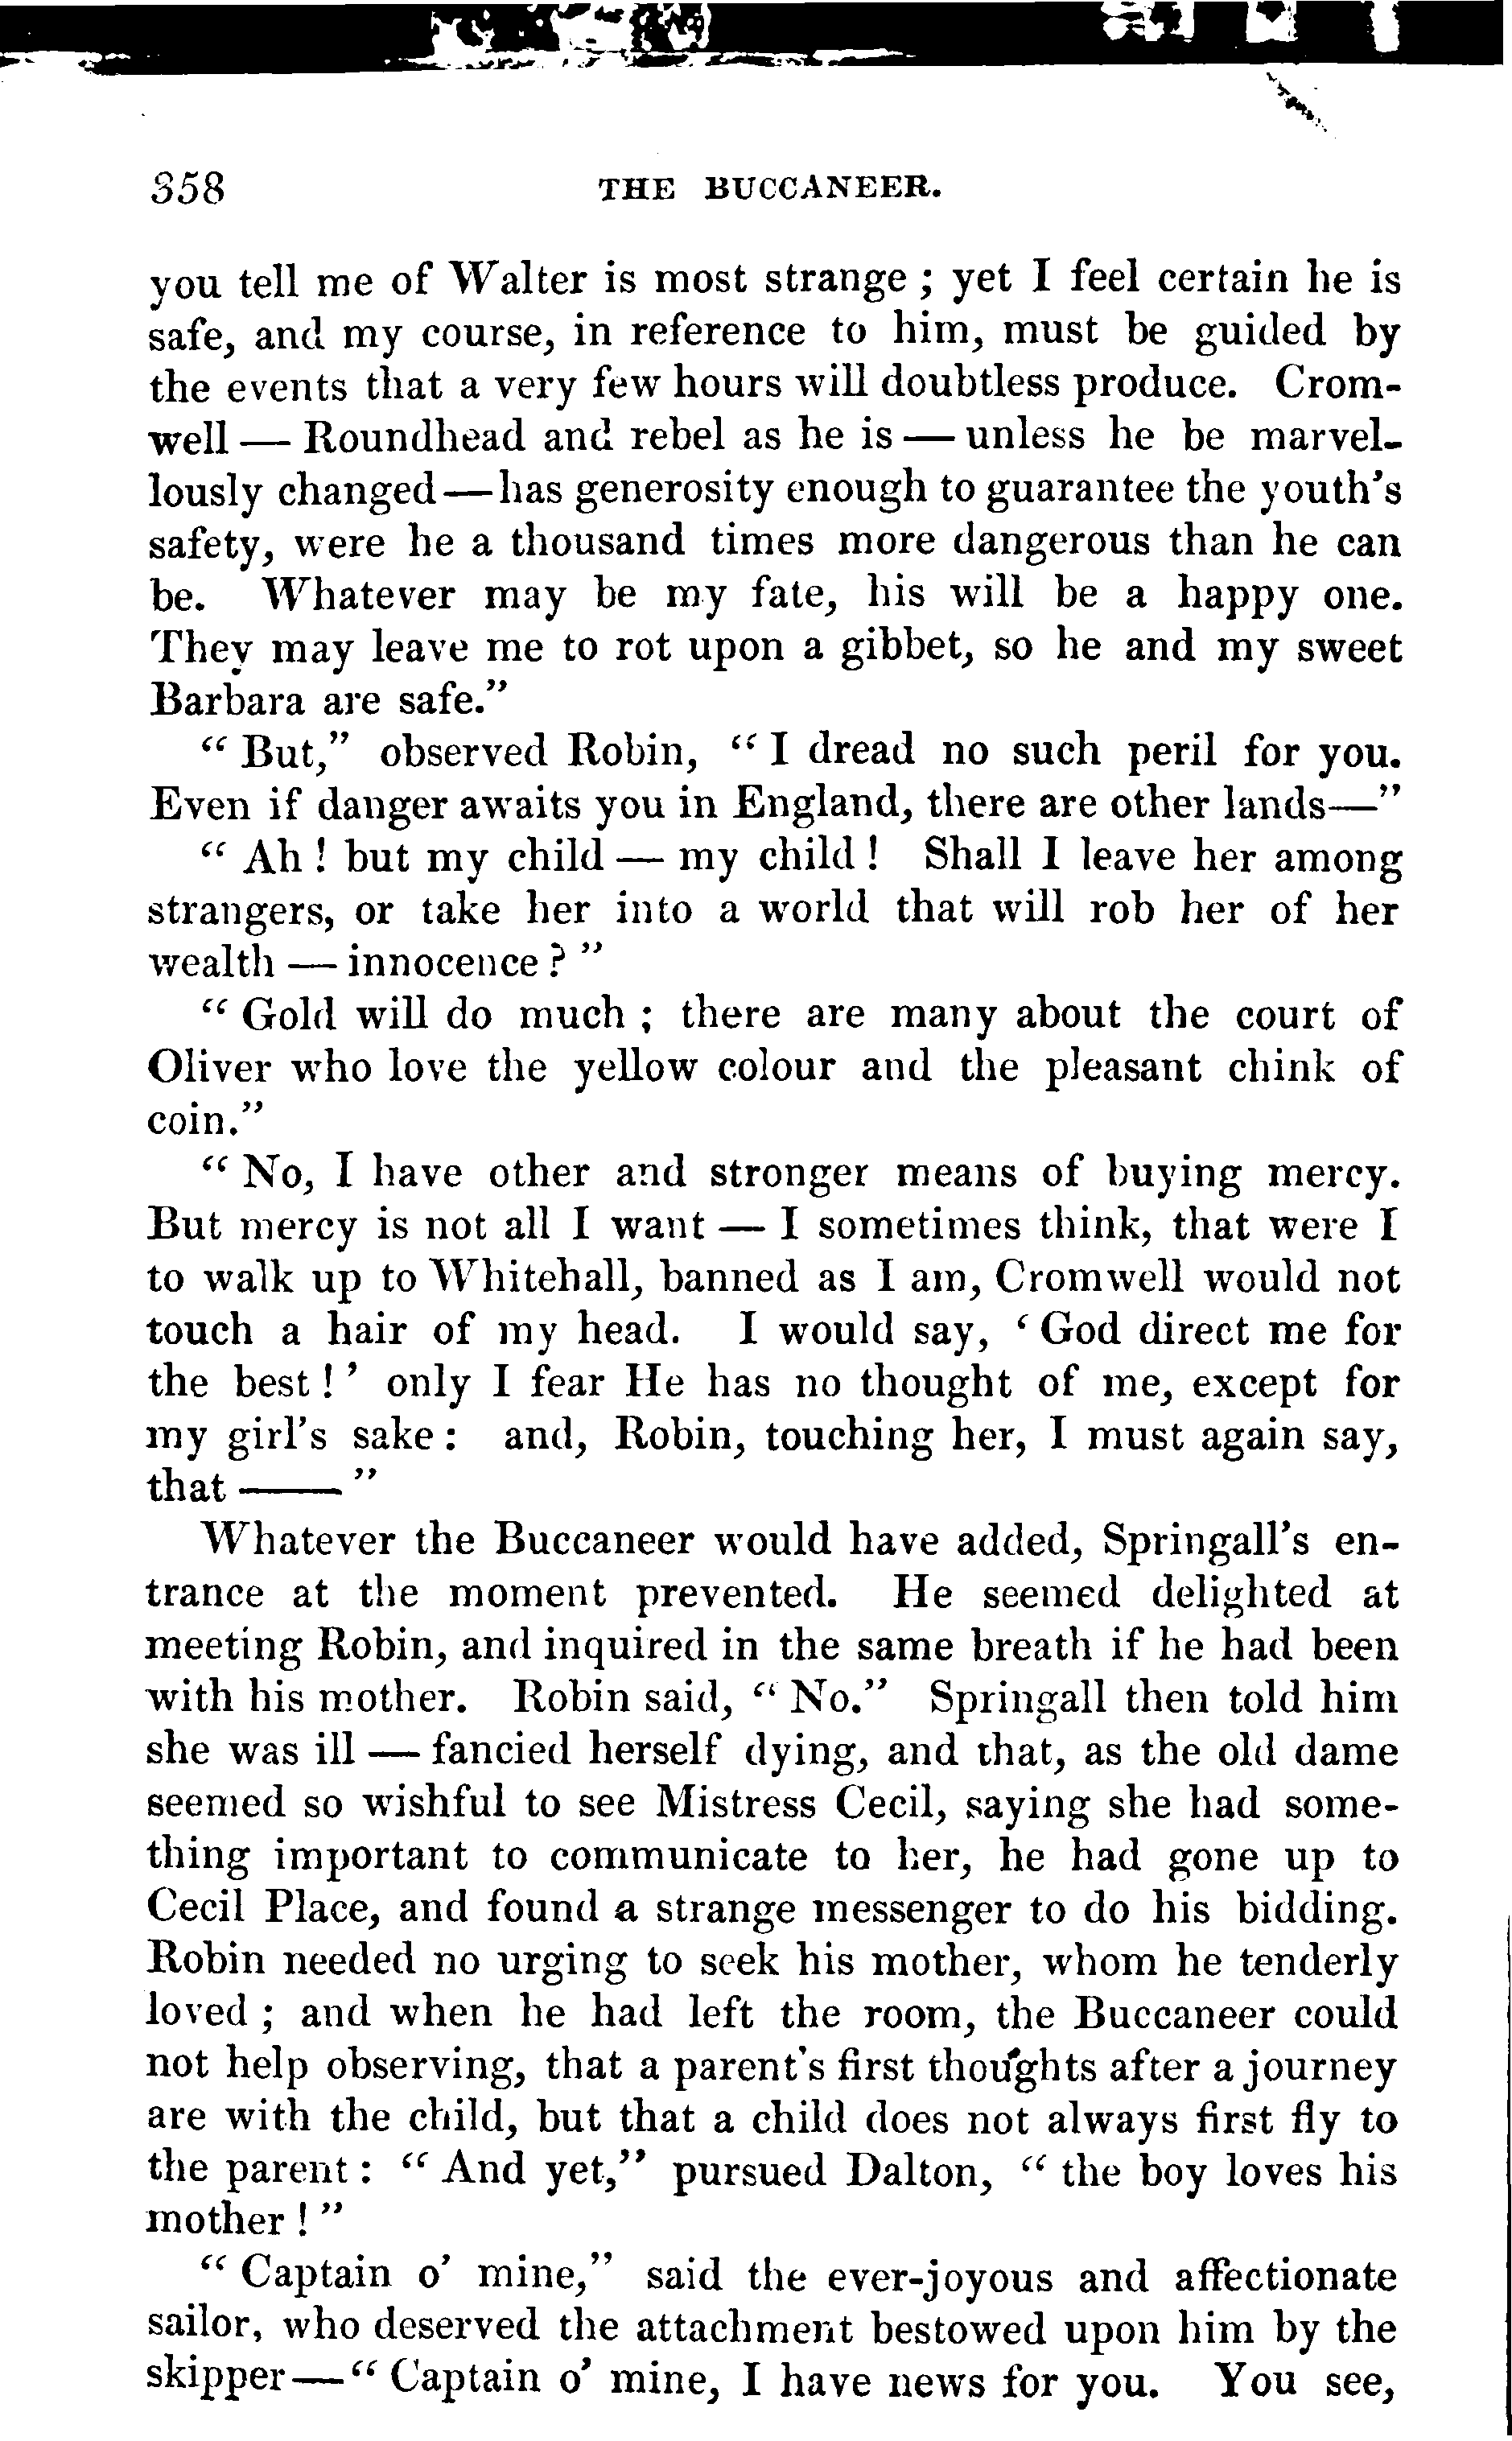 358 THE BUCCANEER.
you tell me of Walter is most strange ; yet I feel certain he is
safe, and my course, in reference to him, must be guided by
the events that a very few hours will doubtless produce. Crom-
well — Roundhead and rebel as he is — unless he be marvel-
lously changed—has generosity enough to guarantee the youth's
safety, were he a thousand times more dangerous than he can
be. Whatever may be my fate, his will be a happy one.
They may leave me to rot upon a gibbet, so he and my sweet
Barbara are safe.”
“ But,” observed Robin, “ I dread no such peril for you.
Even if danger awaits you in England, there are other lands—”
“ Ah ! but my child — my child ! Shall I leave her among
strangers, or take her into a world that will rob her of her
wealth — innocence ? ”
“ Gold will do much ; there are many about the court of
Oliver who love the yellow colour and the pleasant chink of
coin.”
“ No, I have other and stronger means of buying mercy.
But mercy is not all I want — I sometimes think, that were I
to walk up to Whitehall, banned as I am, Cromwell would not
touch a hair of my head. I would say, ‘ God direct me for
the best ! ’ only I fear He has no thought of me, except for
my girl's sake : and, Robin, touching her, I must again say,
that —— ”
Whatever the Buccaneer would have added, Springall's en-
trance at the moment prevented. He seemed delighted at
meeting Robin, and inquired in the same breath if he had been
with his mother. Robin said, “ No.” Springall then told him
she was ill — fancied herself dying, and that, as the old dame
seemed so wishful to see Mistress Cecil, saying she had some-
thing important to communicate to her, he had gone up to
Cecil Place, and found a strange messenger to do his bidding.
Robin needed no urging to seek his mother, whom he tenderly
loved ; and when he had left the room, the Buccaneer could
not help observing, that a parent's first thoughts after a journey
are with the child, but that a child does not always first fly to
the parent : “ And yet,” pursued Dalton, “ the boy loves his
mother ! ”
“ Captain o’ mine,” said the ever-joyous and affectionate
sailor, who deserved the attachment bestowed upon him by the
skipper—“ Captain o’ mine, I have news for you. You see,